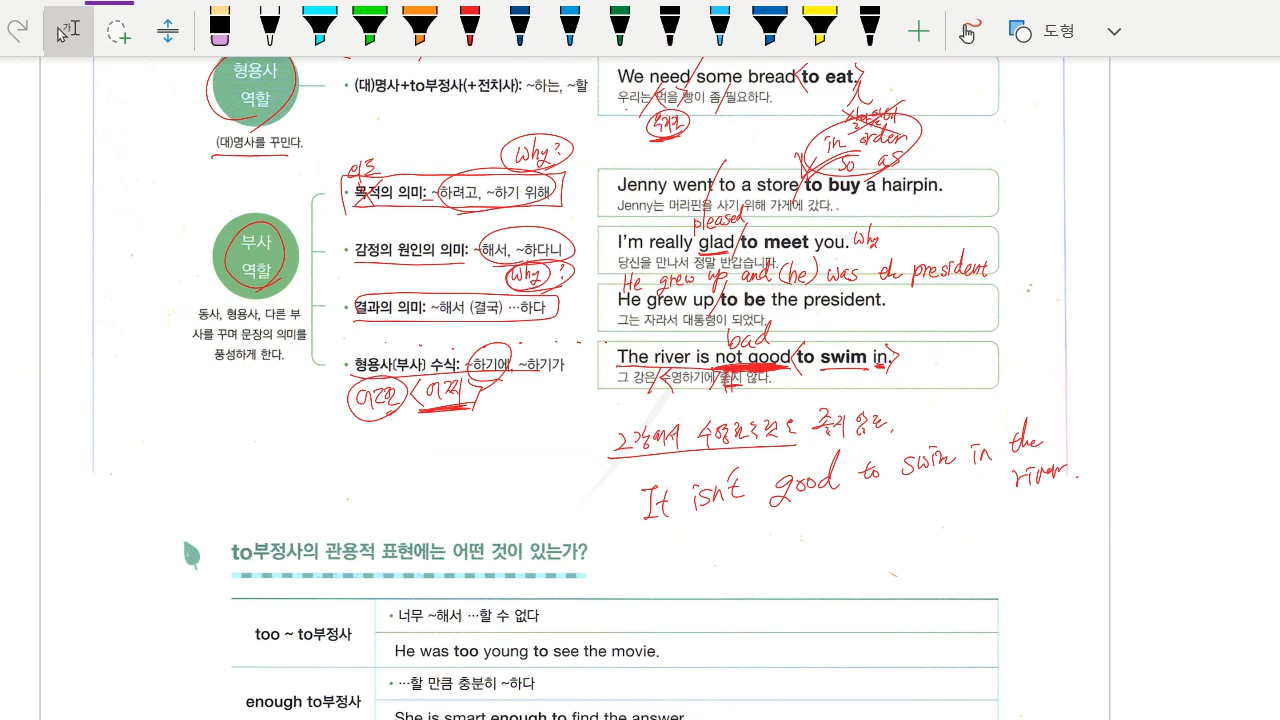 도형
형용사
역할
(대)명사를 꾸민다.
• (대)명사+to부정사(+전치사): ~하는, ~할
We need some bread to eat.
우리는 먹을 빵이 좀 필요하다.
in order
so as
why?
의도
• 목적의 의미: ~하려고, ~하기 위해
Jenny went to a store to buy a hairpin.
Jenny는 머리핀을 사기 위해 가게에 갔다.
pleased
부사
역할
동사, 형용사, 다른 부
사를 꾸며 문장의 의미를
풍성하게 한다.
• 감정의 원인의 의미: ~해서, ~하다니
why?
I'm really glad to meet you. why
당신을 만나서 정말 반갑습니다.
He grew up and (he) was the president
• 결과의 의미: ~해서 (결국) …하다
He grew up to be the president.
그는 자라서 대통령이 되었다.
bad
• 형용사(부사) 수식: ~하기에, ~하기가
The river is not good to swim in.
그 강은 수영하기에 좋지 않다.
어찌
그 강에서 수영하는 것은 좋지 않다.
It isn't good to swim in the
river.
to부정사의 관용적 표현에는 어떤 것이 있는가?
too ~ to부정사
• 너무 ~해서 …할 수 없다
He was too young to see the movie.
enough to부정사
• …할 만큼 충분히 ~하다
She is smart enough to find the answer.